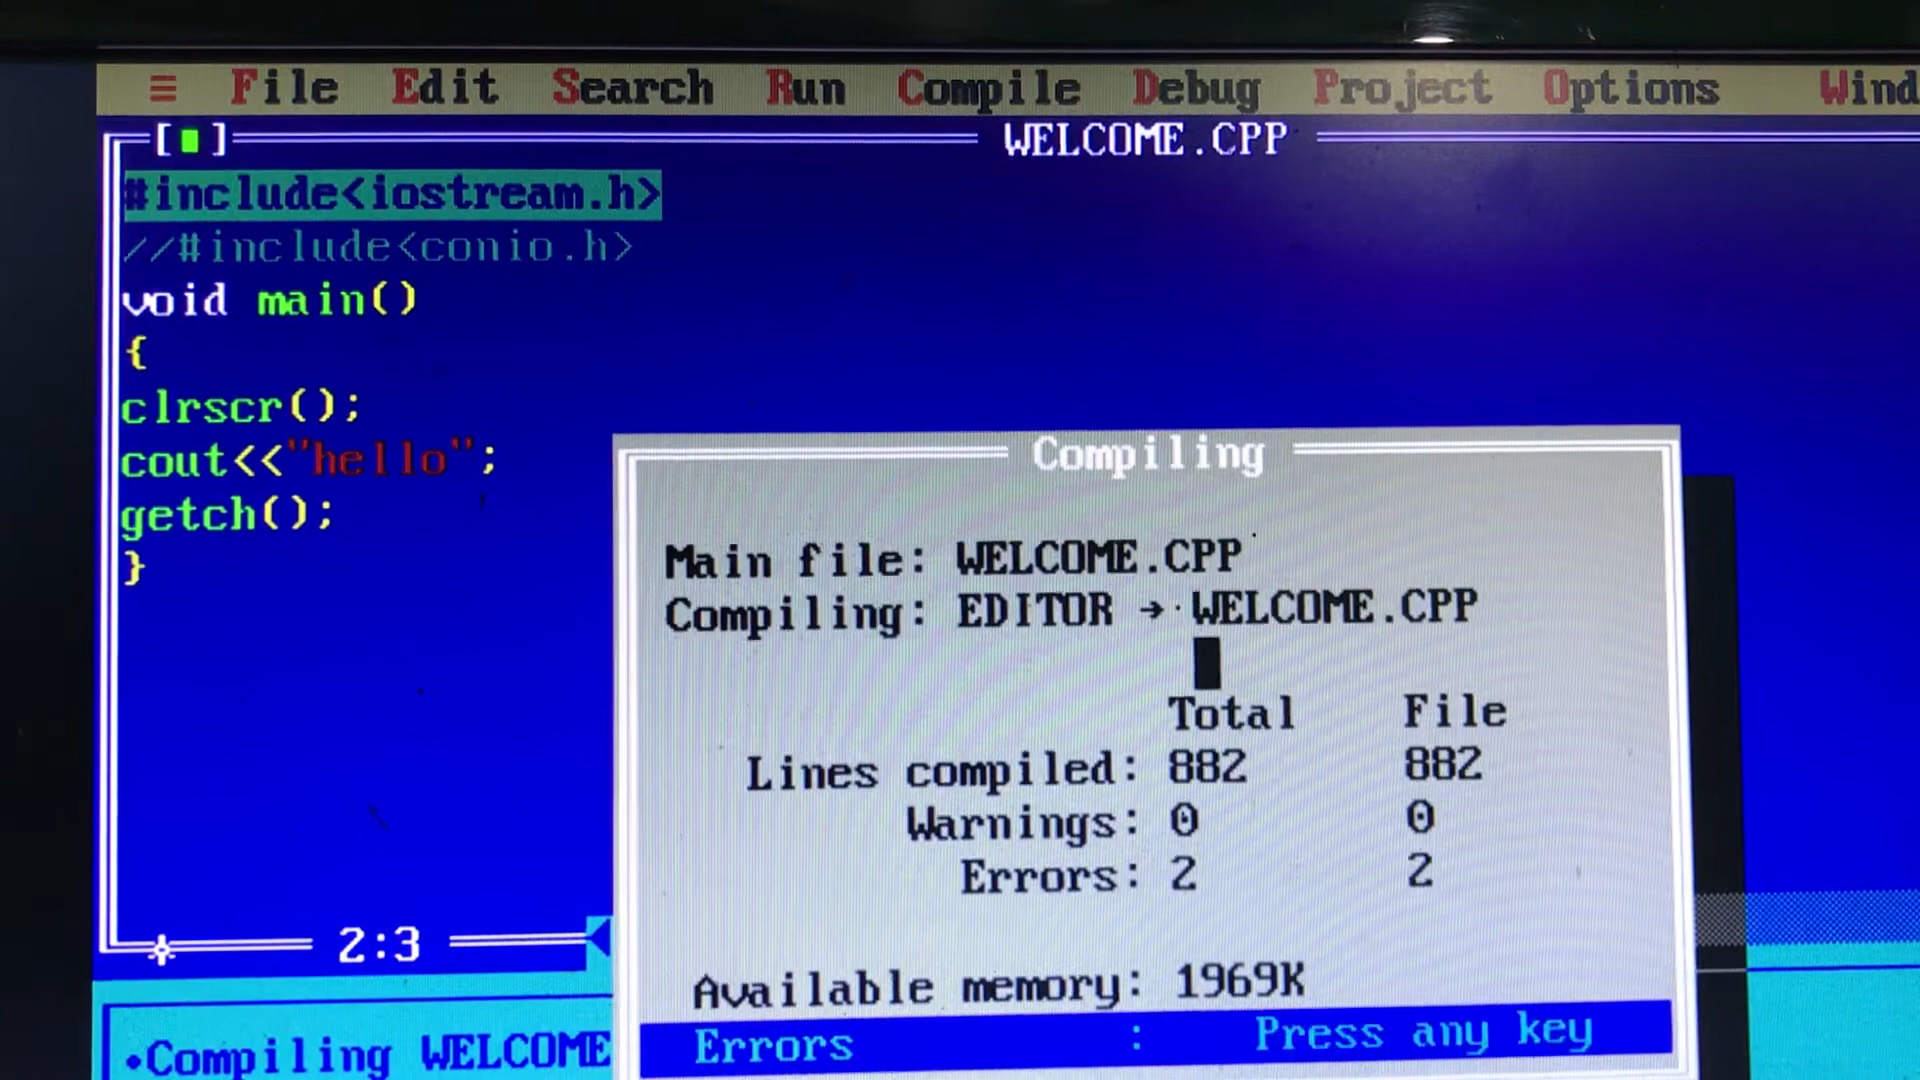 ≡ File Edit Search Run Compile Debug Project Options Wind
[■] WELCOME.CPP
#include<iostream.h>
//#include<conio.h>
void main()
{
clrscr();
cout<<"hello";
getch();
}
2:3
Compiling
Main file: WELCOME.CPP
Compiling: EDITOR → WELCOME.CPP
Total File
Lines compiled: 882 882
Warnings: 0 0
Errors: 2 2
Available memory: 1969K
Errors : Press any key
•Compiling WELCOME